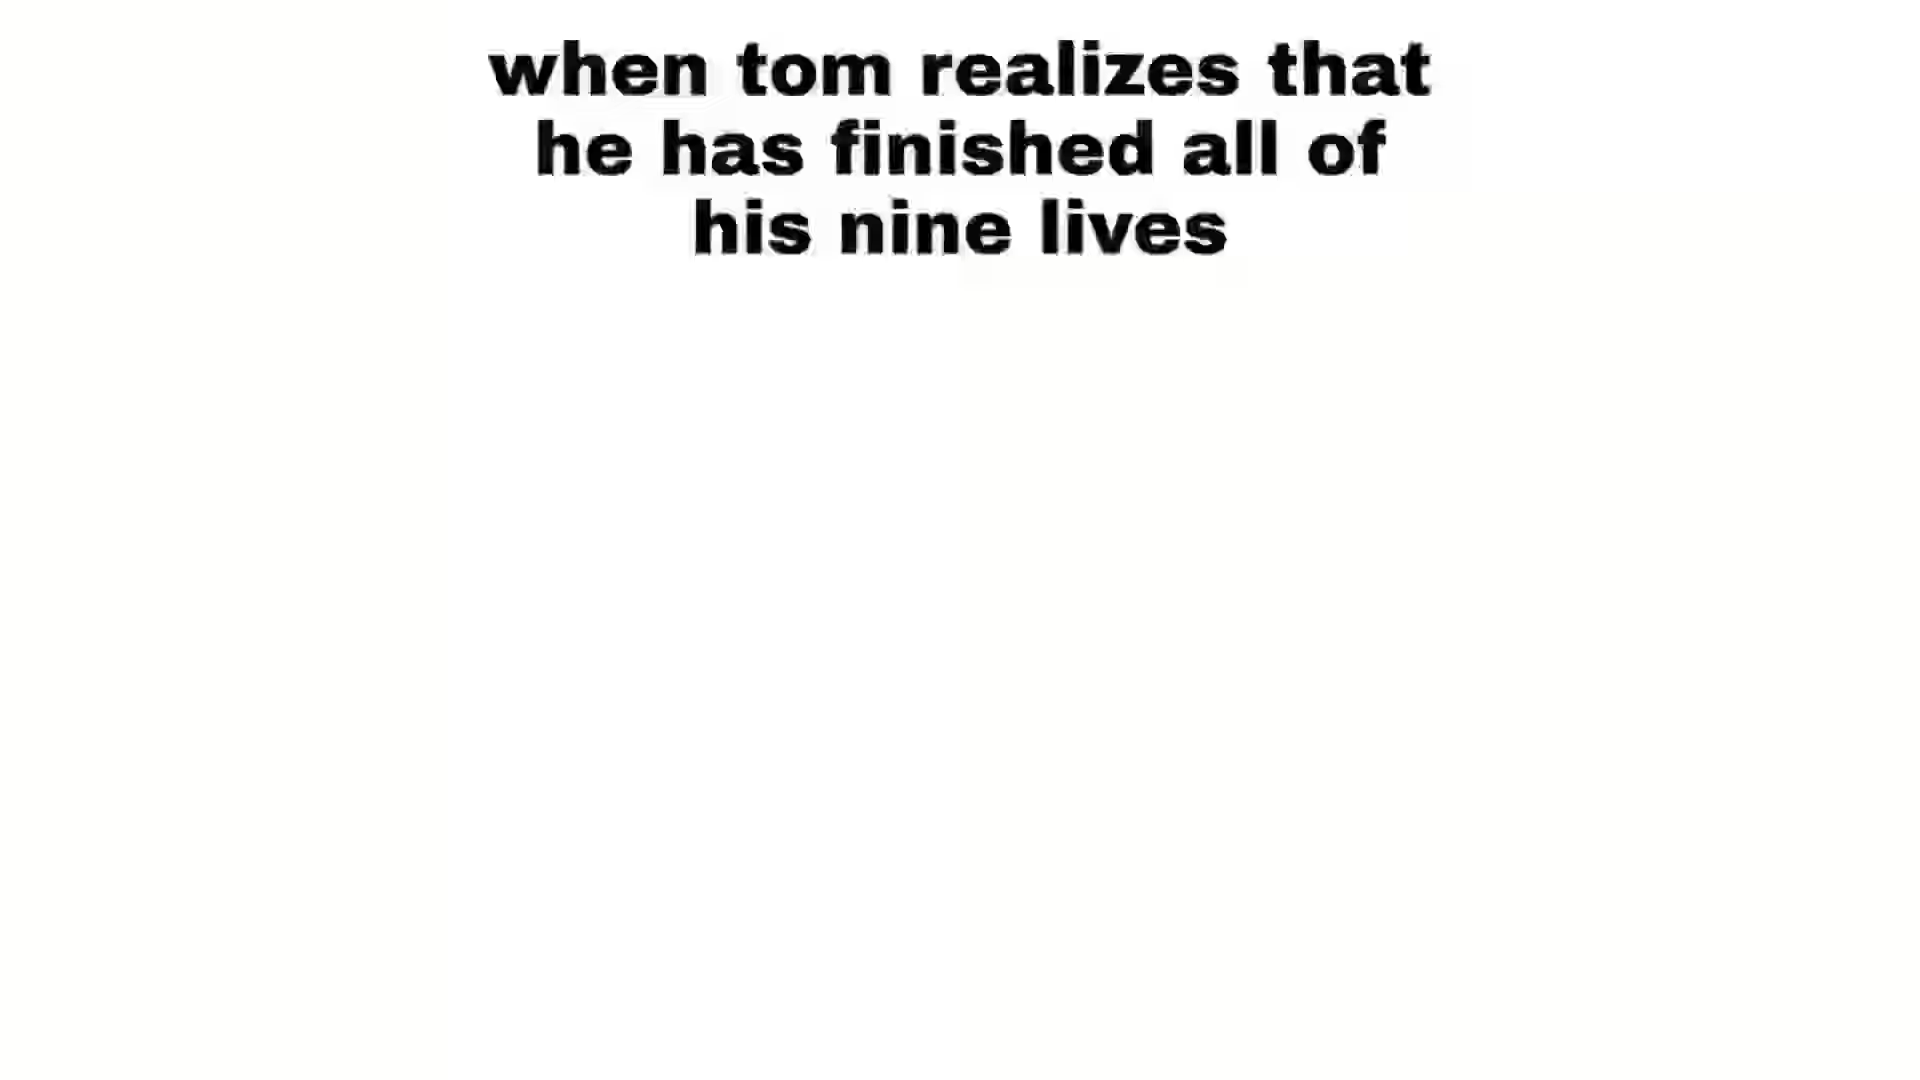 when tom realizes that
he has finished all of
his nine lives